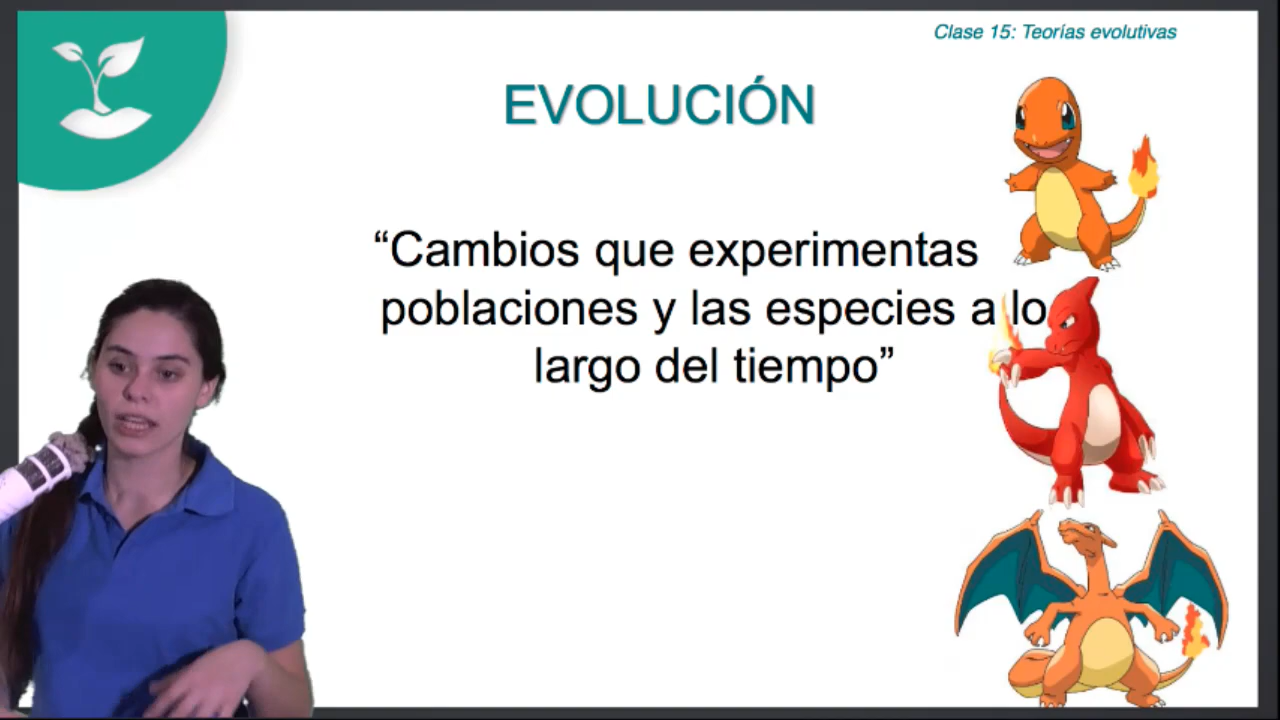 Clase 15: Teorías evolutivas
EVOLUCIÓN
“Cambios que experimentas
poblaciones y las especies a lo
largo del tiempo”